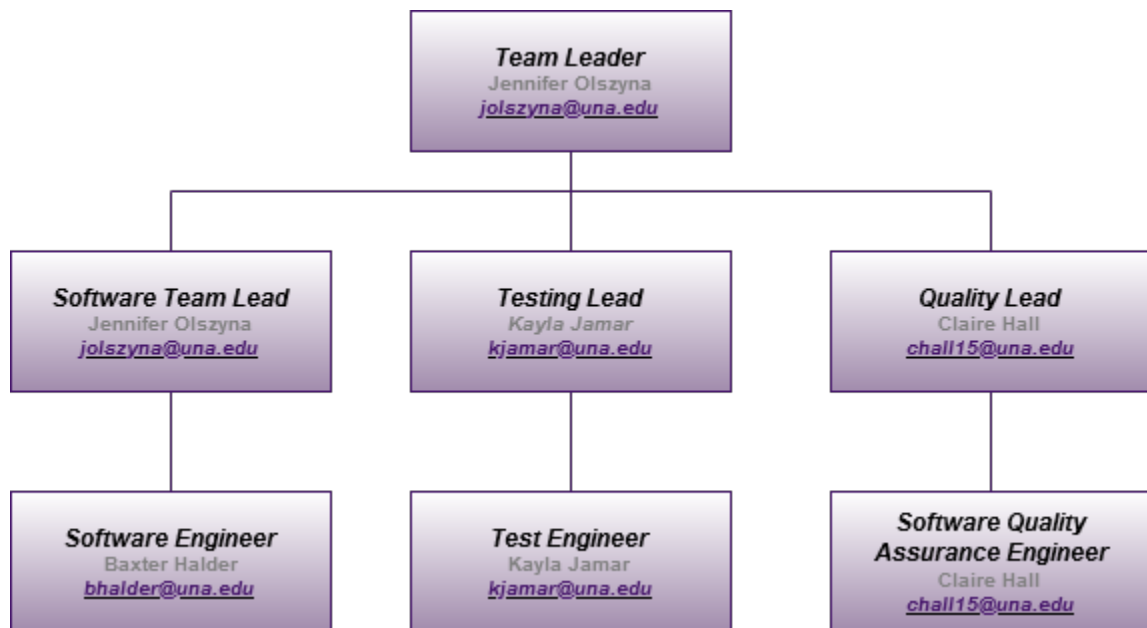 Team Leader
Jennifer Olszyna
jolszyna@una.edu
Software Team Lead
Jennifer Olszyna
jolszyna@una.edu
Testing Lead
Kayla Jamar
kjamar@una.edu
Quality Lead
Claire Hall
chall15@una.edu
Software Engineer
Baxter Halder
bhalder@una.edu
Test Engineer
Kayla Jamar
kjamar@una.edu
Software Quality
Assurance Engineer
Claire Hall
chall15@una.edu